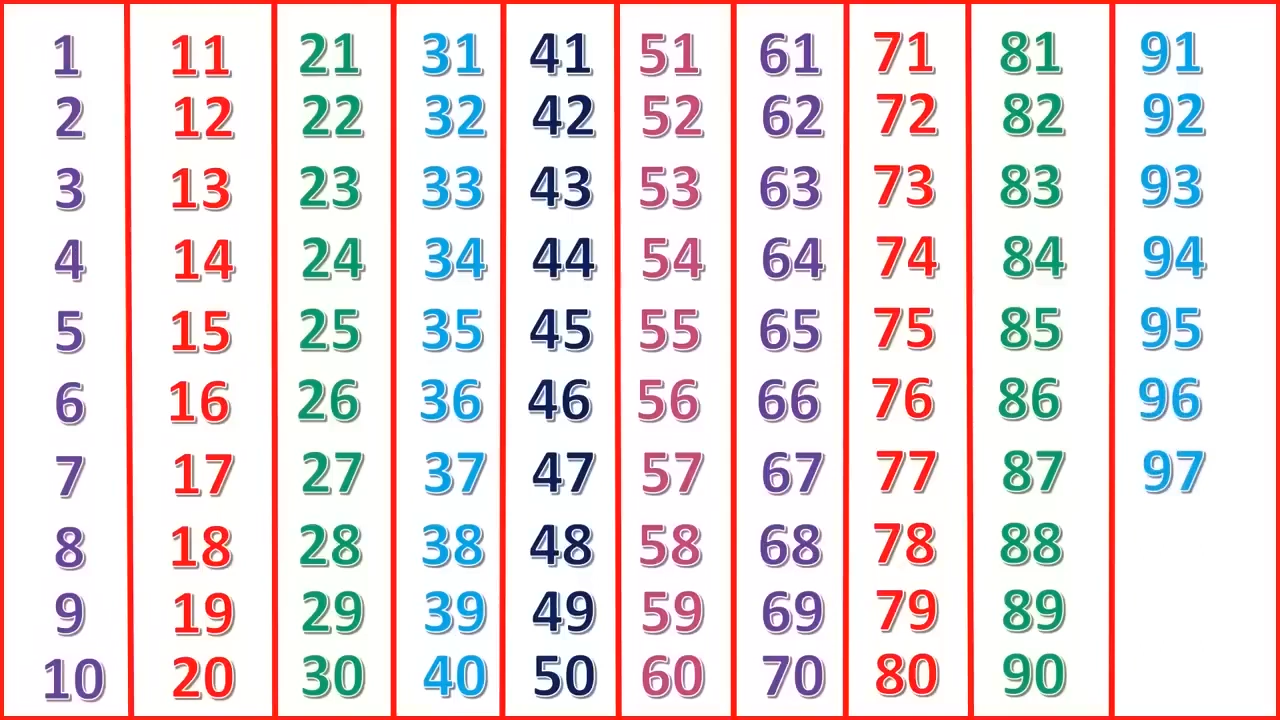 1 11 21 31 41 51 61 71 81 91
2 12 22 32 42 52 62 72 82 92
3 13 23 33 43 53 63 73 83 93
4 14 24 34 44 54 64 74 84 94
5 15 25 35 45 55 65 75 85 95
6 16 26 36 46 56 66 76 86 96
7 17 27 37 47 57 67 77 87 97
8 18 28 38 48 58 68 78 88
9 19 29 39 49 59 69 79 89
10 20 30 40 50 60 70 80 90